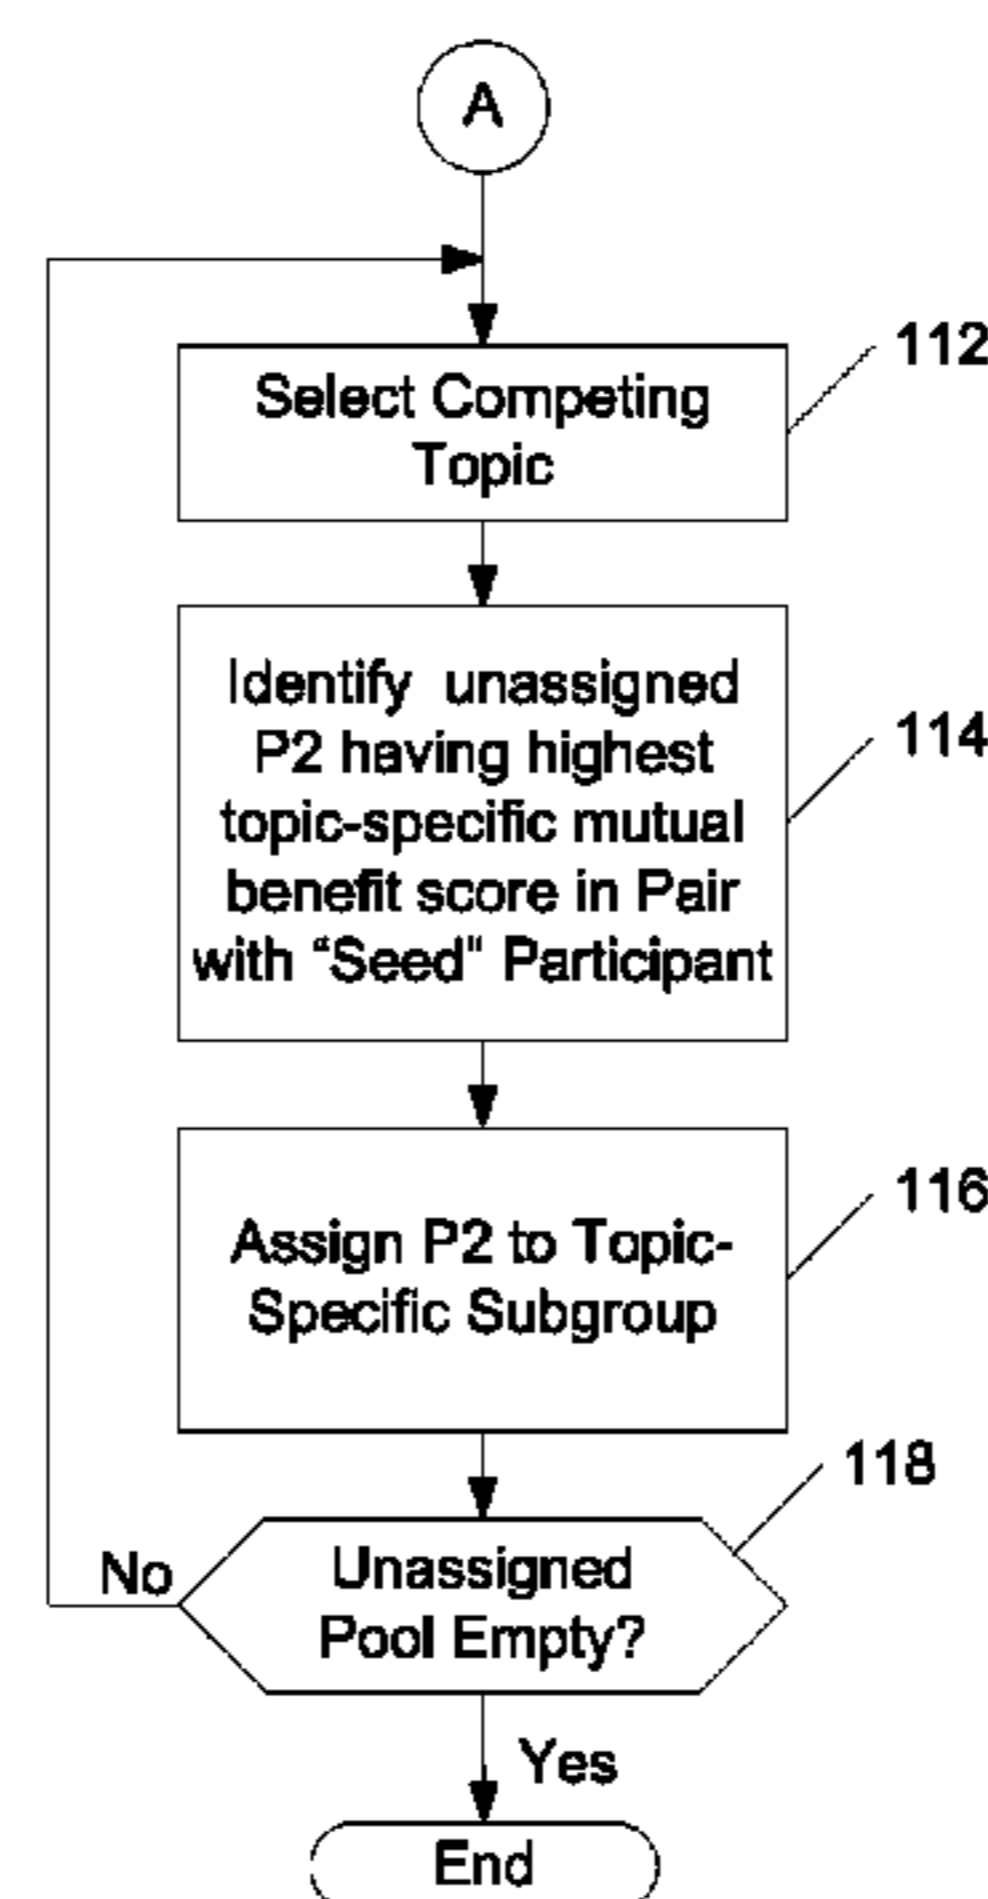 A
112
Select Competing
Topic
Identify unassigned
P2 having highest
topic-specific mutual
benefit score in Pair
with “Seed” Participant
114
Assign P2 to Topic-
Specific Subgroup
116
118
No
Unassigned
Pool Empty?
Yes
End